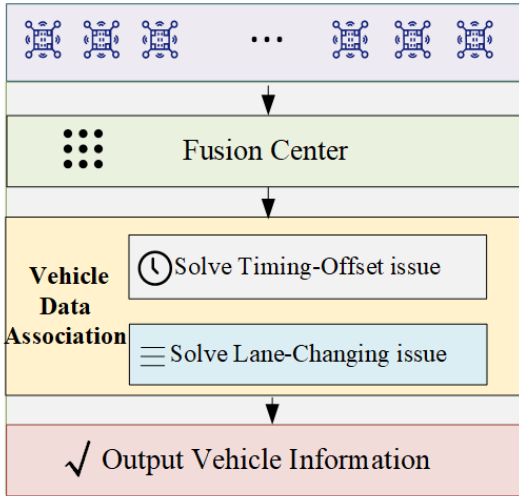 ...
Fusion Center
Vehicle
Data
Association
Solve Timing-Offset issue
Solve Lane-Changing issue
Output Vehicle Information